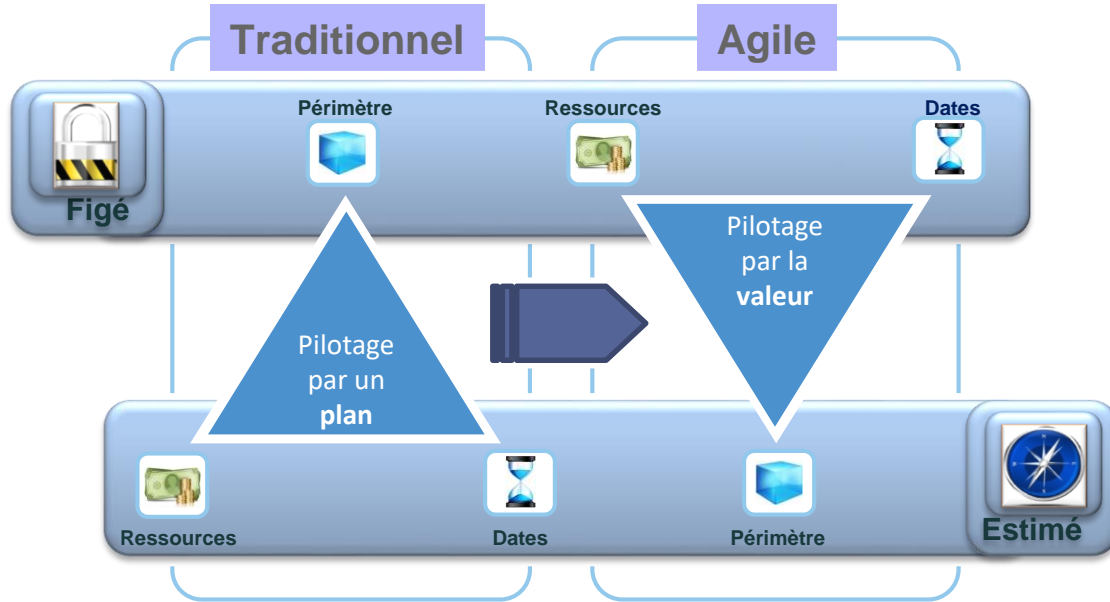 Traditionnel
Agile
Périmètre
Ressources
Dates
Figé
Pilotage
par la
valeur
Pilotage
par un
plan
Ressources
Dates
Périmètre
Estimé